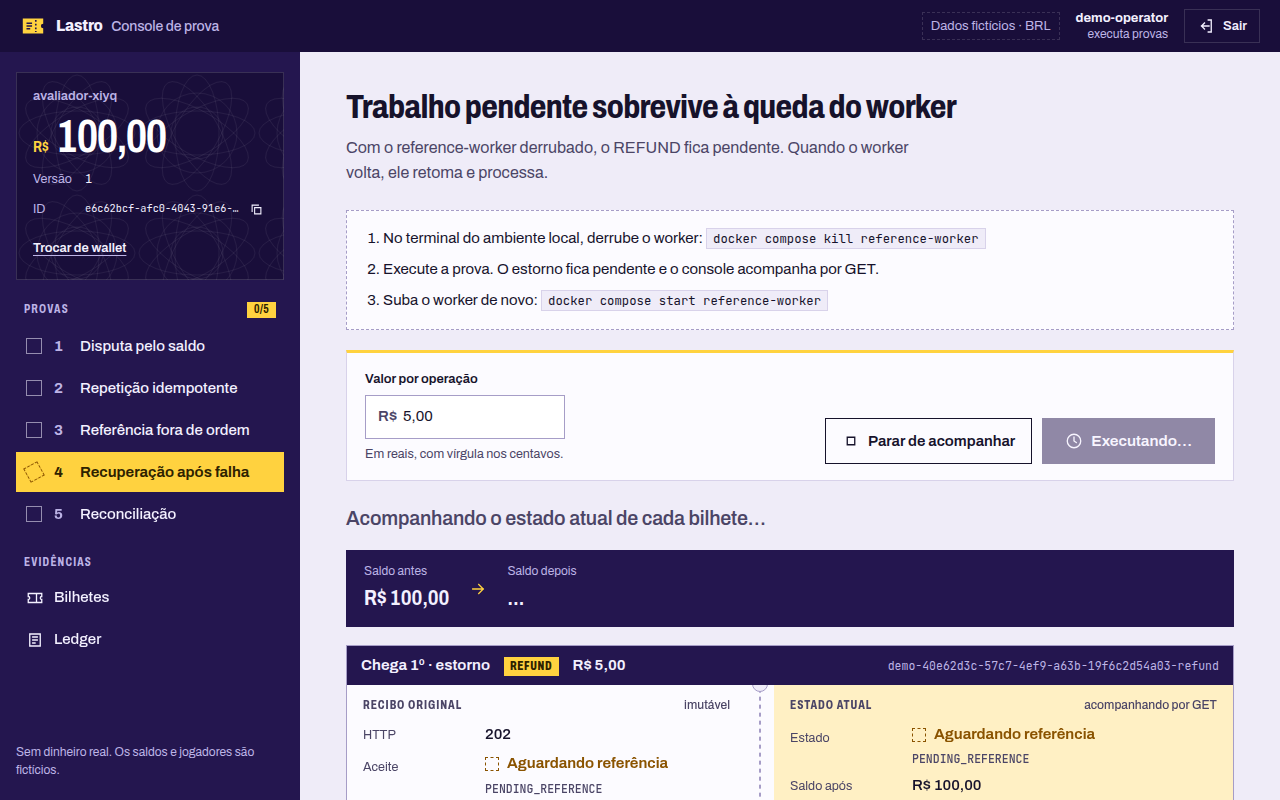 Lastro Console de prova
Dados fictícios · BRL
demo-operator
executa provas
Sair
avaliador-xiyq
R$ 100,00
Versão 1
ID e6c62bcf-afc0-4043-91e6-…
Trocar de wallet
PROVAS 0/5
1 Disputa pelo saldo
2 Repetição idempotente
3 Referência fora de ordem
4 Recuperação após falha
5 Reconciliação
EVIDÊNCIAS
Bilhetes
Ledger
Sem dinheiro real. Os saldos e jogadores são
fictícios.
Trabalho pendente sobrevive à queda do worker
Com o reference-worker derrubado, o REFUND fica pendente. Quando o worker
volta, ele retoma e processa.
1. No terminal do ambiente local, derrube o worker: docker compose kill reference-worker
2. Execute a prova. O estorno fica pendente e o console acompanha por GET.
3. Suba o worker de novo: docker compose start reference-worker
Valor por operação
R$ 5,00
Em reais, com vírgula nos centavos.
Parar de acompanhar
Executando…
Acompanhando o estado atual de cada bilhete…
Saldo antes
R$ 100,00
Saldo depois
…
Chega 1º · estorno REFUND R$ 5,00 demo-40e62d3c-57c7-4ef9-a63b-19f6c2d54a03-refund
RECIBO ORIGINAL imutável
HTTP 202
Aceite Aguardando referência
PENDING_REFERENCE
ESTADO ATUAL acompanhando por GET
Estado Aguardando referência
PENDING_REFERENCE
Saldo após R$ 100,00